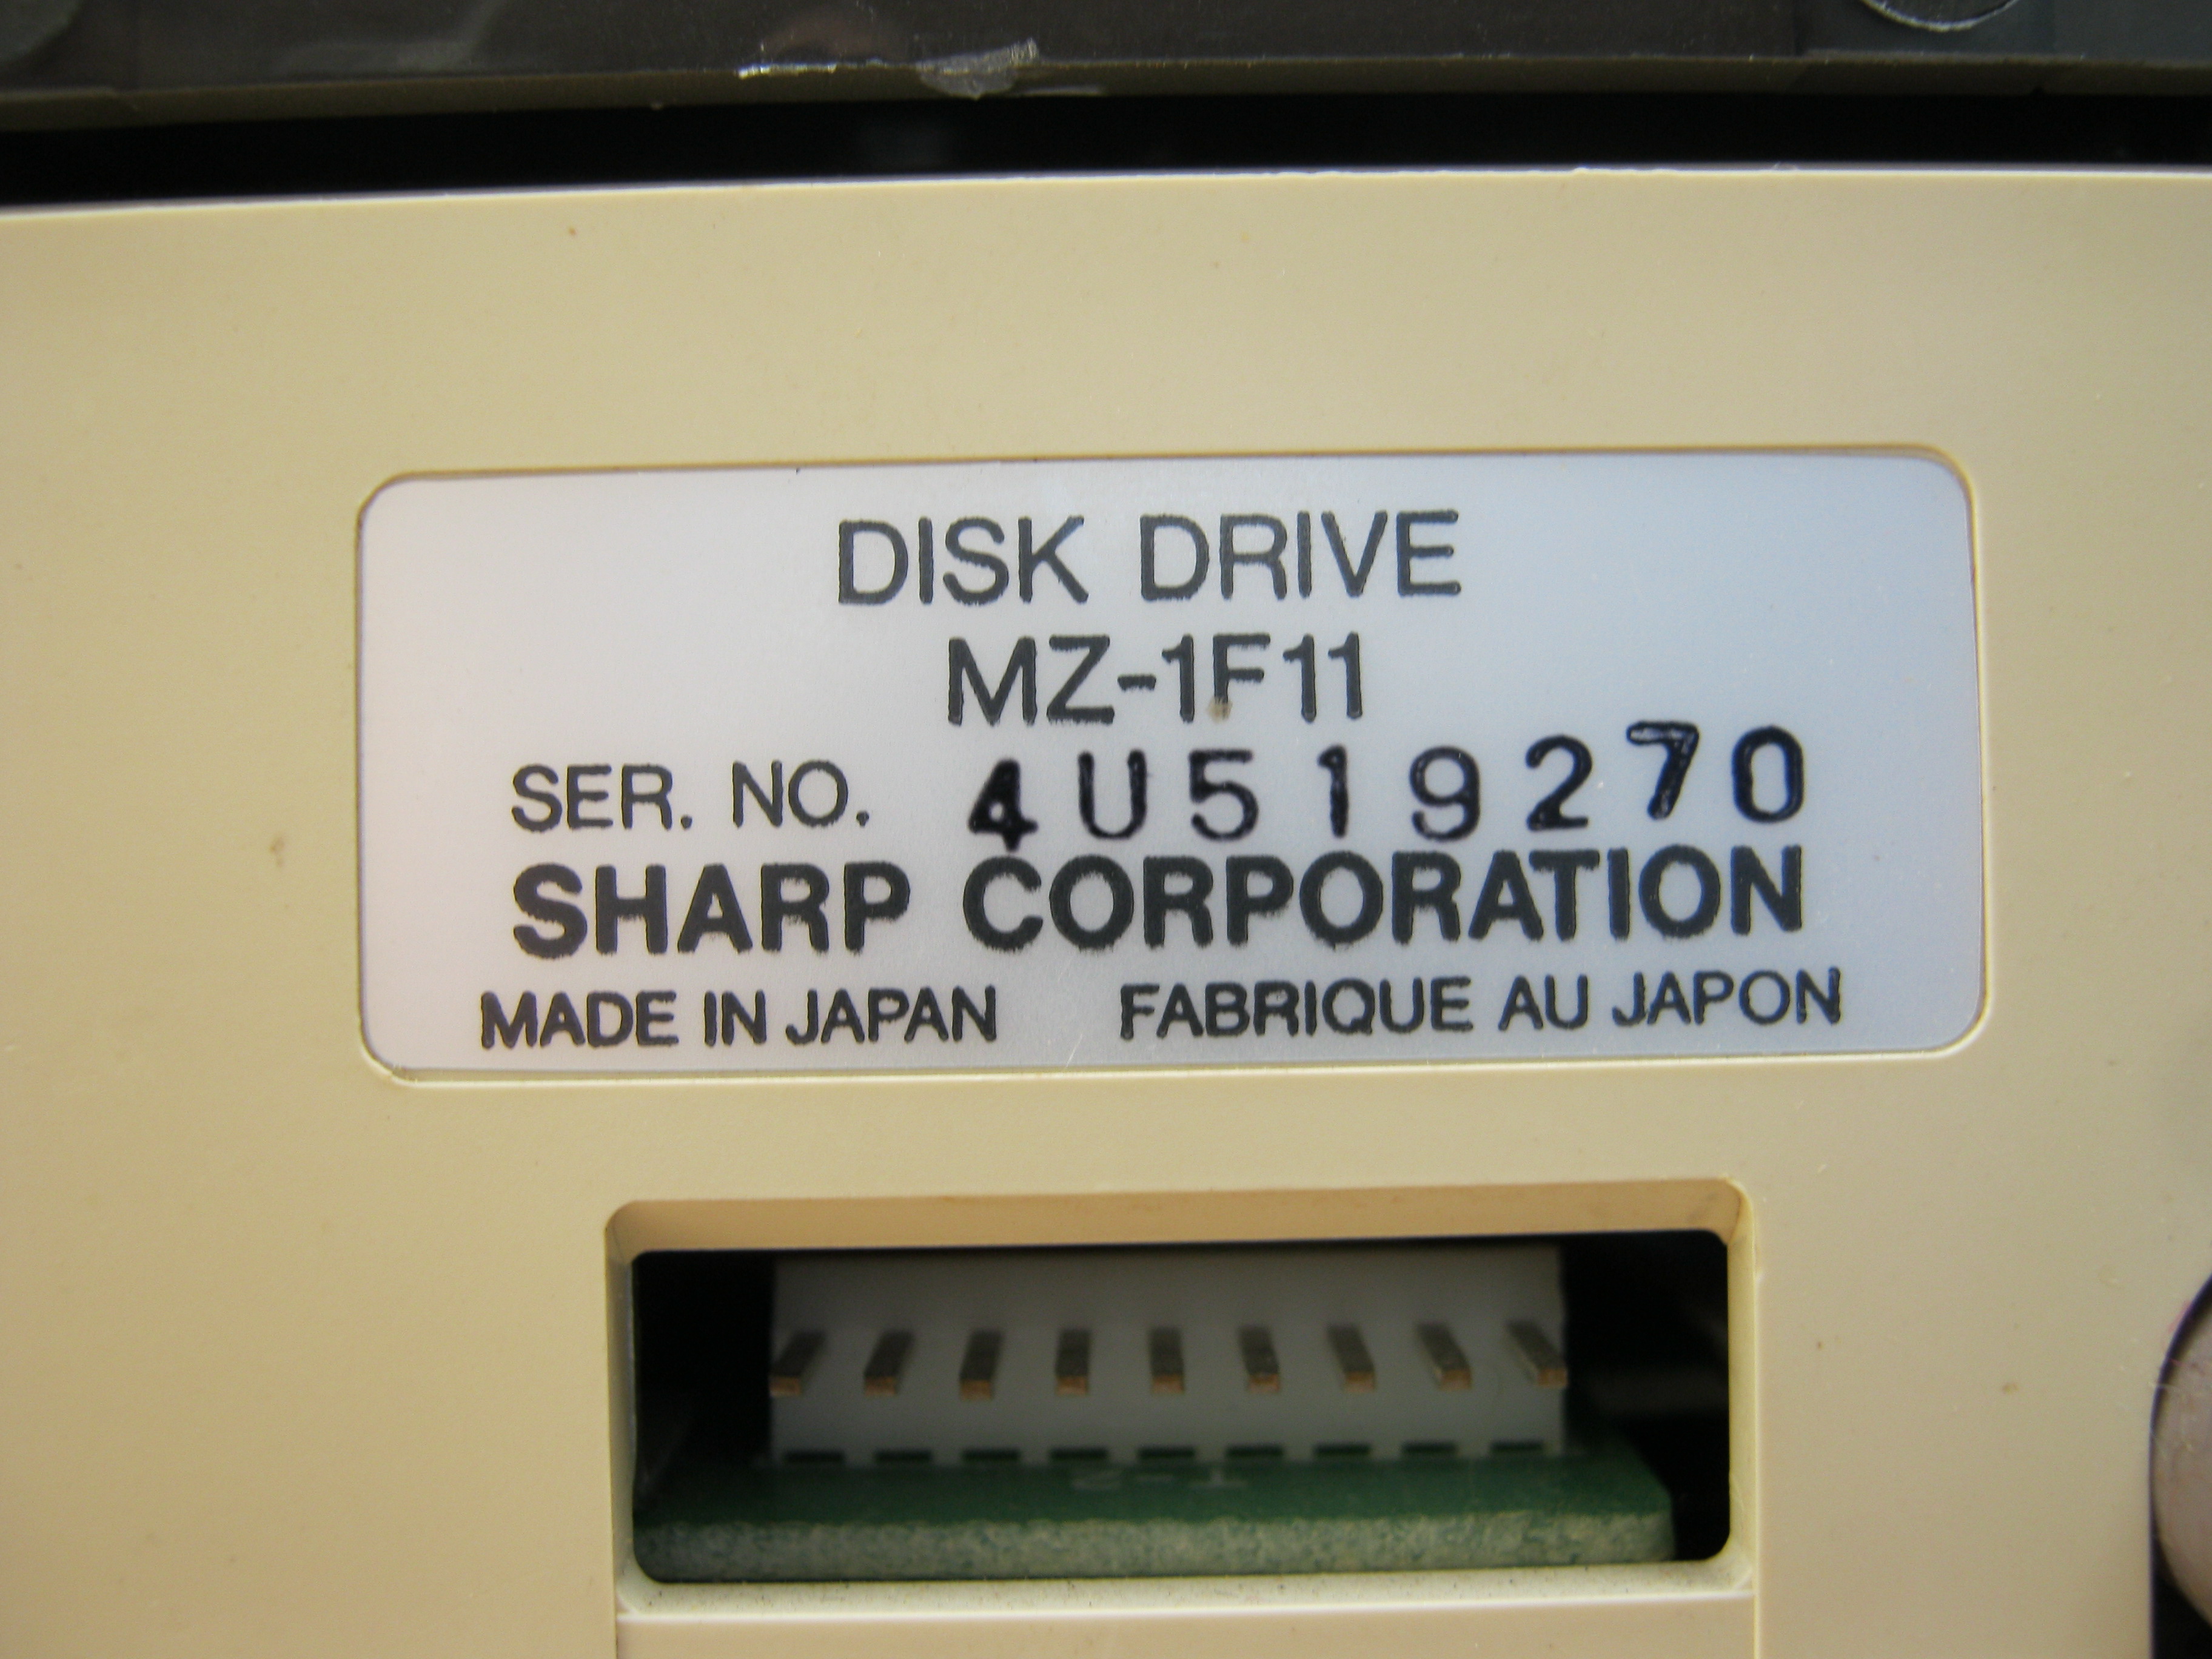 DISK DRIVE
MZ-1F11
SER. NO. 4U519270
SHARP CORPORATION
MADE IN JAPAN FABRIQUE AU JAPON